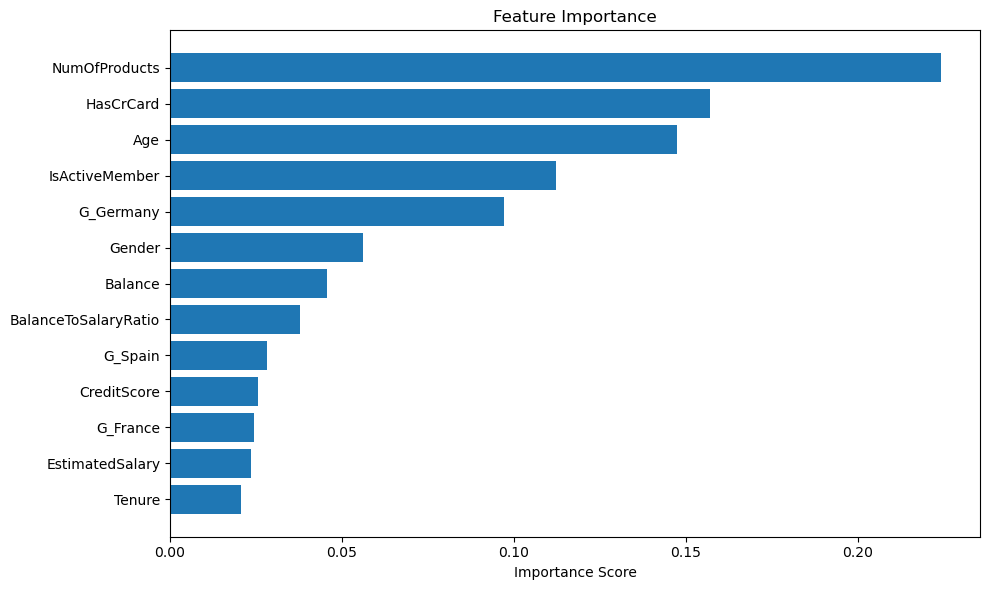 Feature Importance
NumOfProducts
HasCrCard
Age
IsActiveMember
G_Germany
Gender
Balance
BalanceToSalaryRatio
G_Spain
CreditScore
G_France
EstimatedSalary
Tenure
0.00 0.05 0.10 0.15 0.20
Importance Score